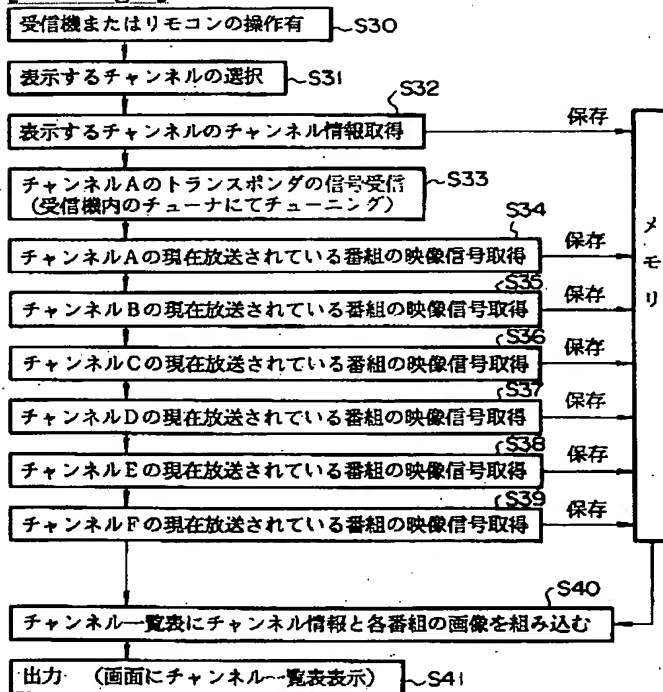 受信機またはリモコンの操作有 S30
表示するチャンネルの選択 S31
S32
表示するチャンネルのチャンネル情報取得 保存
チャンネルAのトランスポンダの信号受信 S33
(受信機内のチューナにてチューニング)
S34
チャンネルAの現在放送されている番組の映像信号取得 保存
S35
チャンネルBの現在放送されている番組の映像信号取得 保存
S36
チャンネルCの現在放送されている番組の映像信号取得 保存
S37
チャンネルDの現在放送されている番組の映像信号取得 保存
S38
チャンネルEの現在放送されている番組の映像信号取得 保存
S39
チャンネルFの現在放送されている番組の映像信号取得 保存
メモリ
S40
チャンネル一覧表にチャンネル情報と各番組の画像を組み込む
出力 (画面にチャンネル一覧表表示) S41